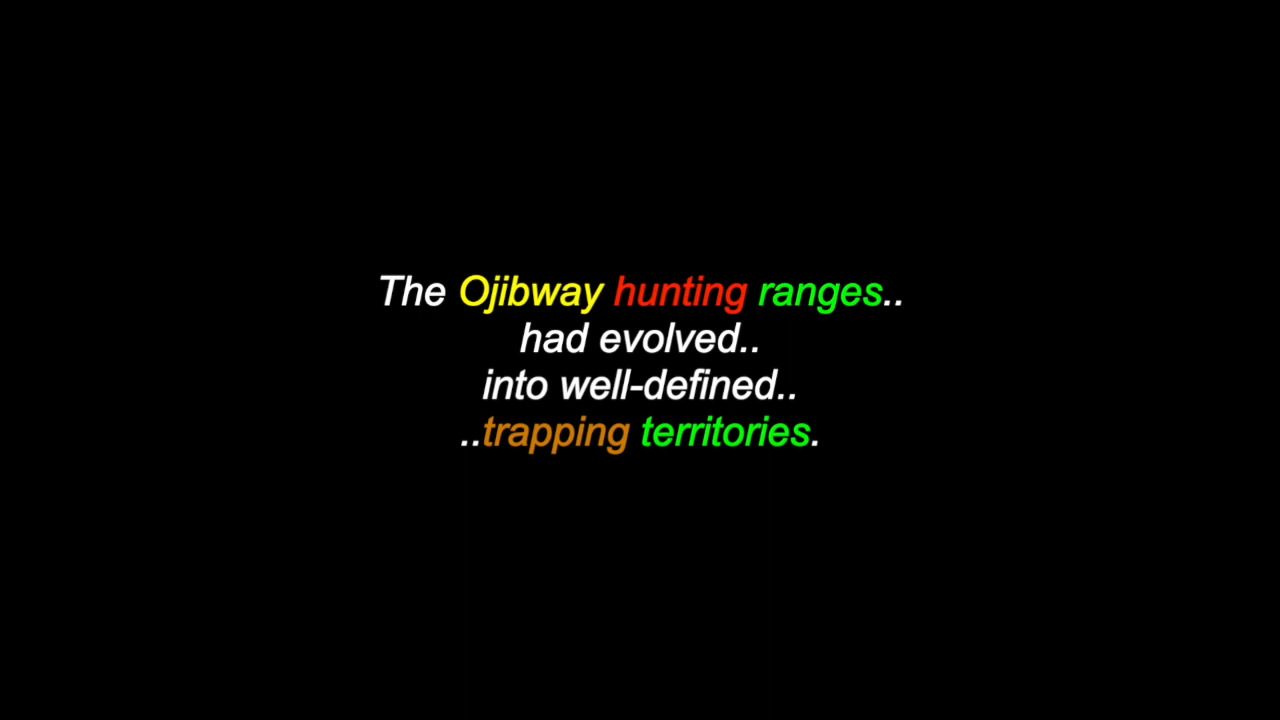 The Ojibway hunting ranges..
had evolved..
into well-defined..
..trapping territories.